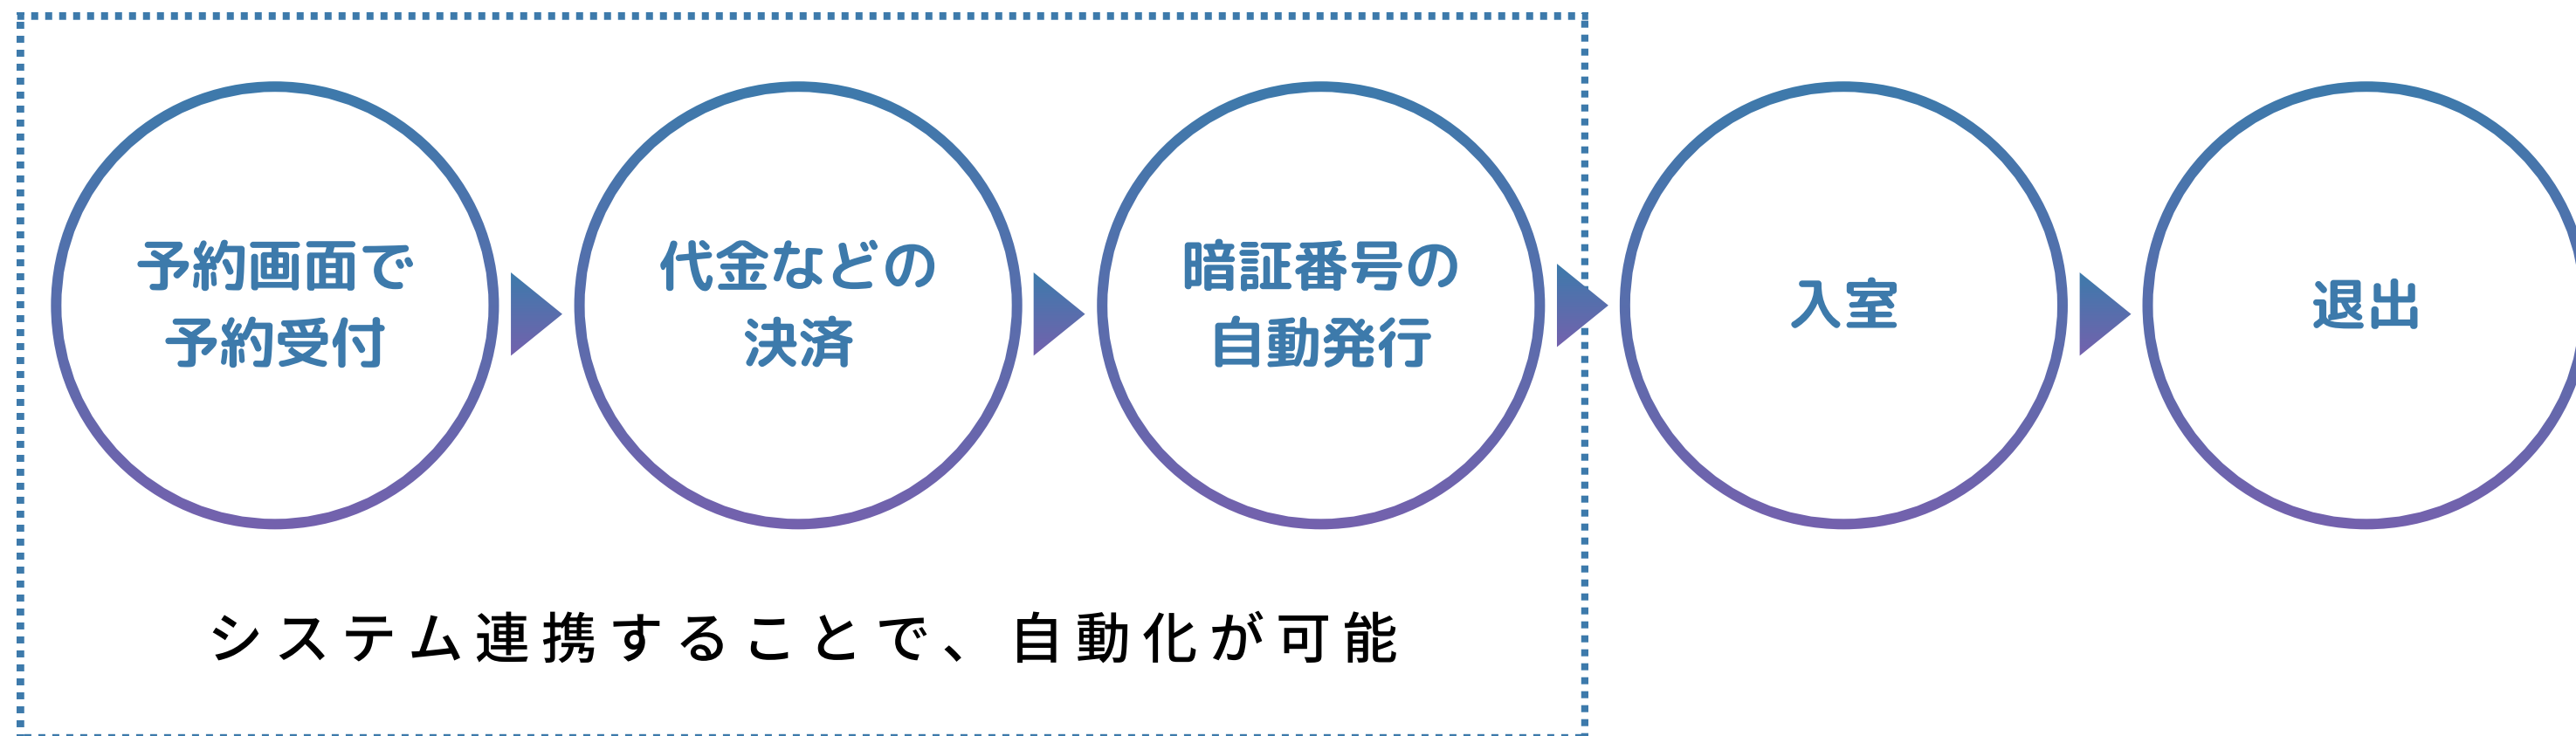 予約画面で
予約受付
代金などの
決済
暗証番号の
自動発行
入室
退出
システム連携することで、自動化が可能